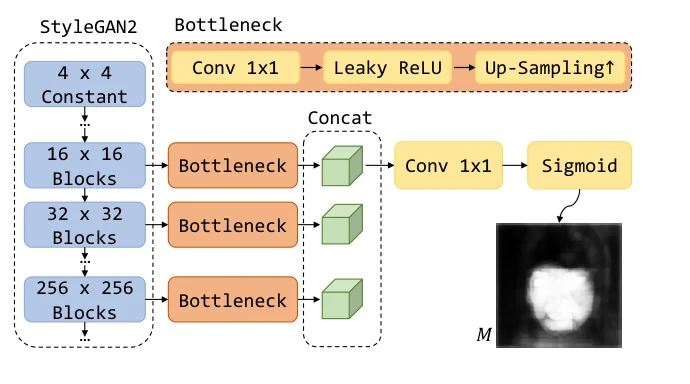 StyleGAN2
Bottleneck
4 x 4
Constant
...
16 x 16
Blocks
32 x 32
Blocks
...
256 x 256
Blocks
...
Conv 1x1
Leaky ReLU
Up-Sampling↑
Concat
Bottleneck
Bottleneck
Bottleneck
Conv 1x1
Sigmoid
M